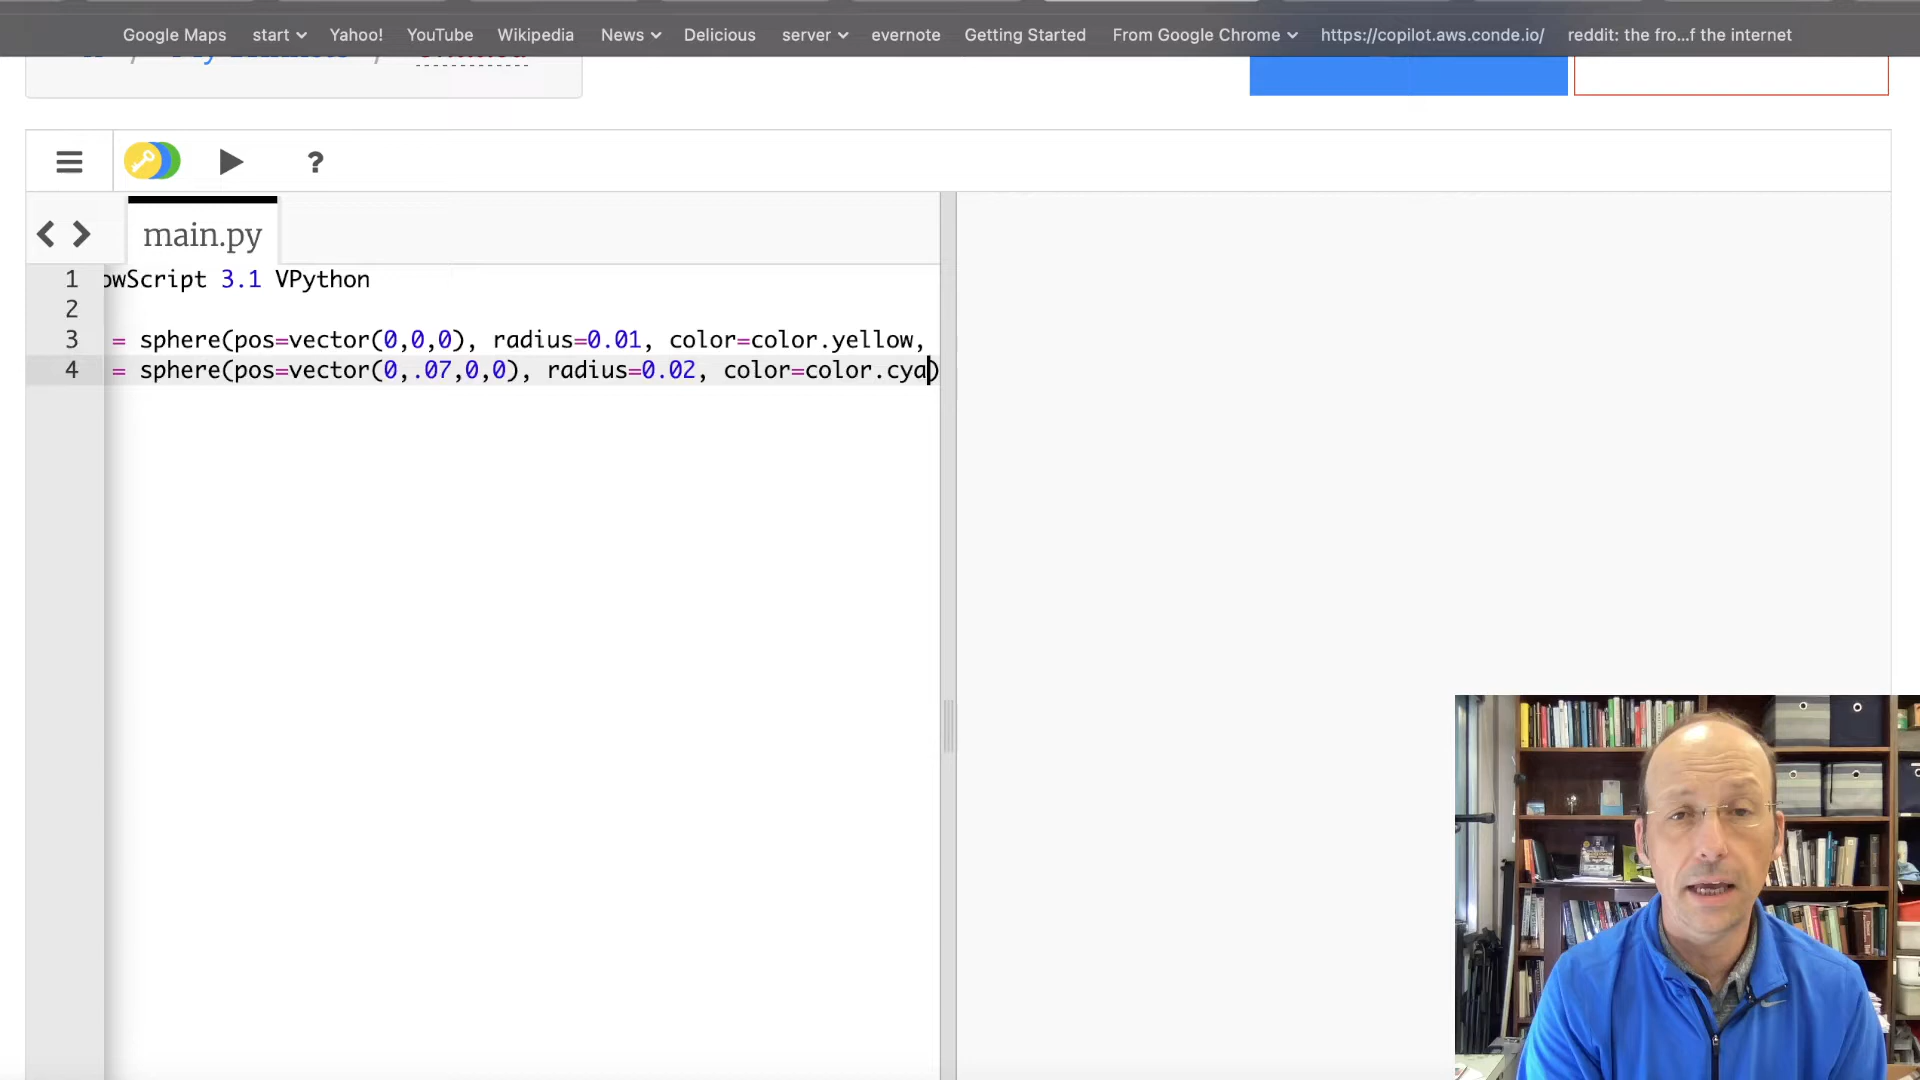 Google Maps start Yahoo! YouTube Wikipedia News Delicious server evernote Getting Started From Google Chrome https://copilot.aws.conde.io/ reddit: the fro...f the internet
?
main.py
1 owScript 3.1 VPython
2
3 = sphere(pos=vector(0,0,0), radius=0.01, color=color.yellow,
4 = sphere(pos=vector(0,.07,0,0), radius=0.02, color=color.cya)